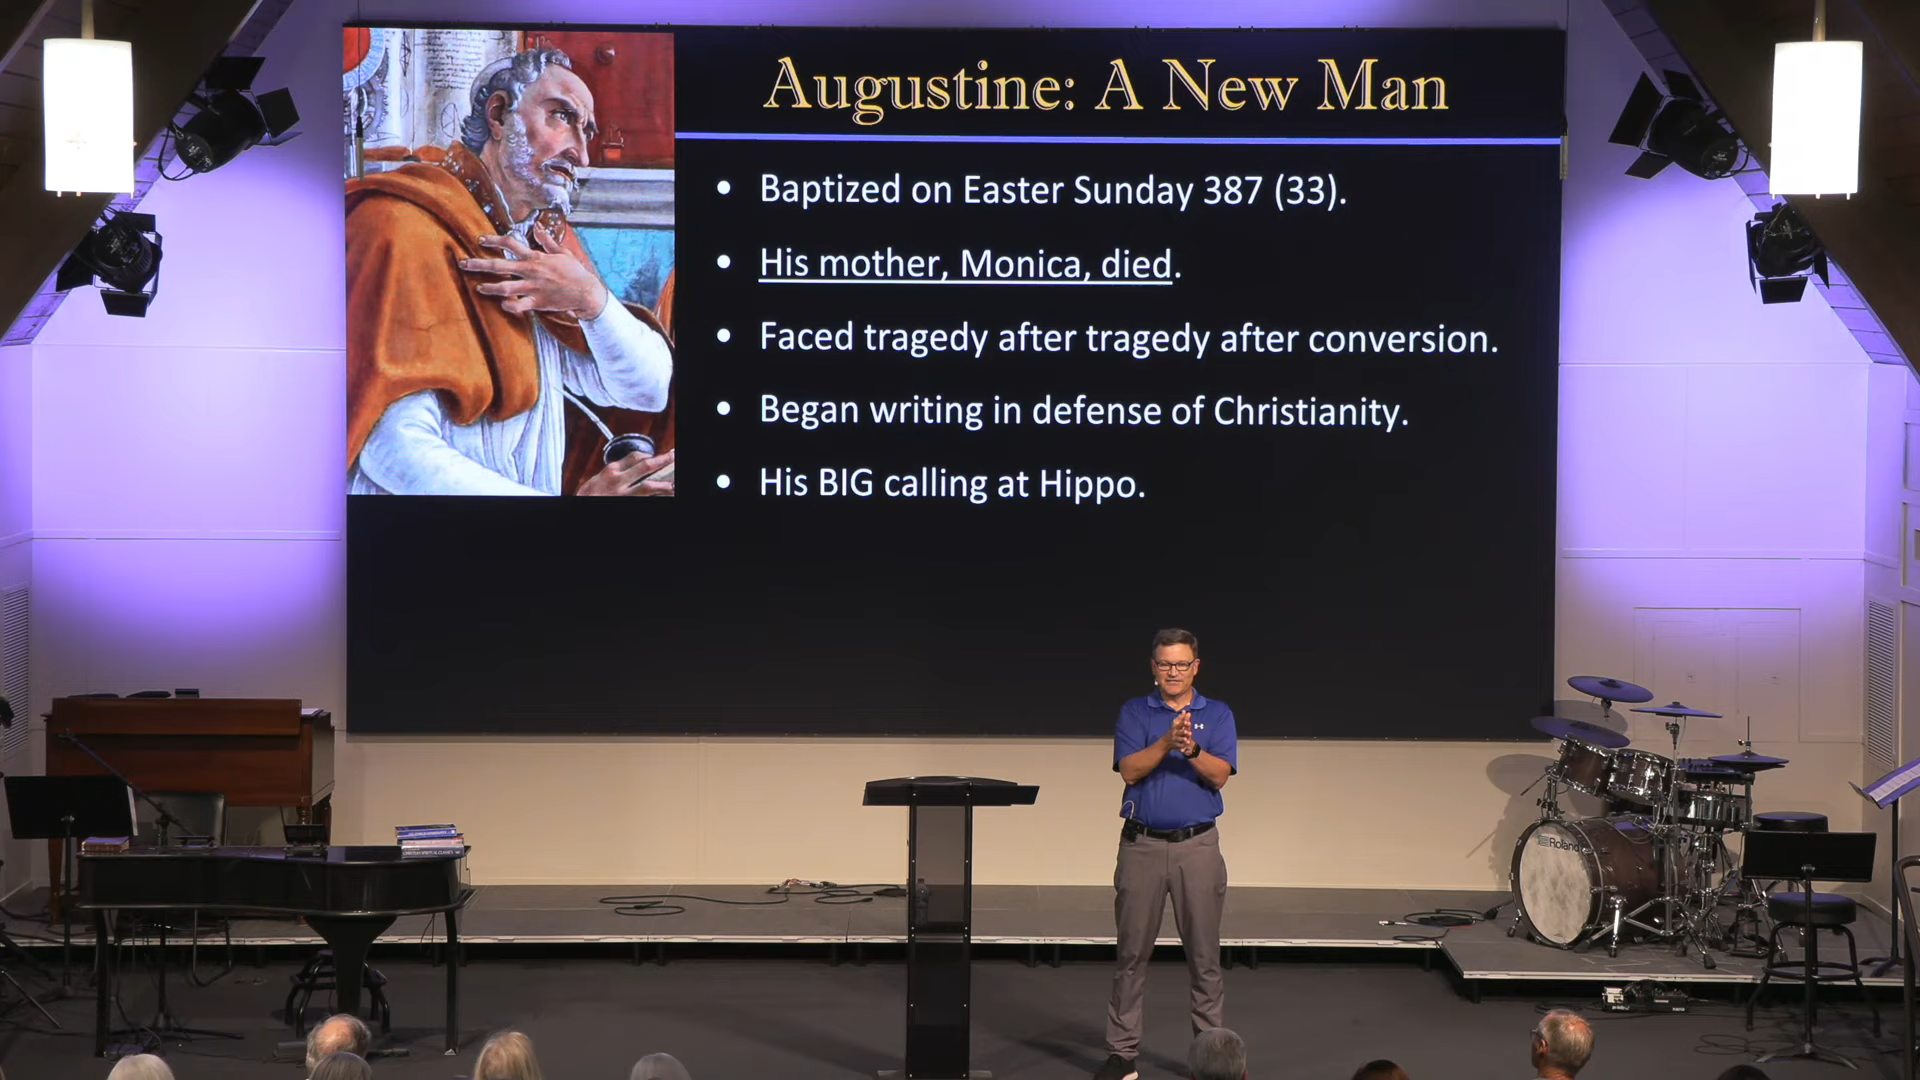 Augustine: A New Man
• Baptized on Easter Sunday 387 (33).
• His mother, Monica, died.
• Faced tragedy after tragedy after conversion.
• Began writing in defense of Christianity.
• His BIG calling at Hippo.
Roland